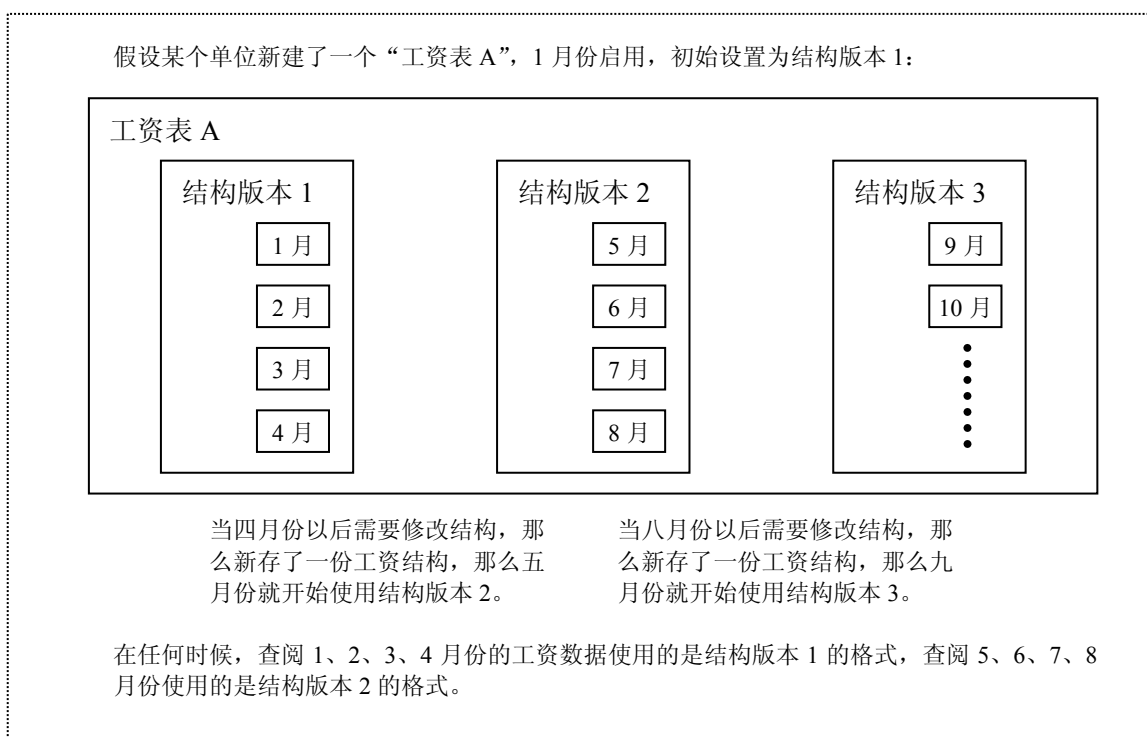 假设某个单位新建了一个“工资表 A”，1 月份启用，初始设置为结构版本 1：
工资表 A
结构版本 1
1 月
2 月
3 月
4 月
结构版本 2
5 月
6 月
7 月
8 月
结构版本 3
9 月
10 月
当四月份以后需要修改结构，那
么新存了一份工资结构，那么五
月份就开始使用结构版本 2。
当八月份以后需要修改结构，那
么新存了一份工资结构，那么九
月份就开始使用结构版本 3。
在任何时候，查阅 1、2、3、4 月份的工资数据使用的是结构版本 1 的格式，查阅 5、6、7、8
月份使用的是结构版本 2 的格式。